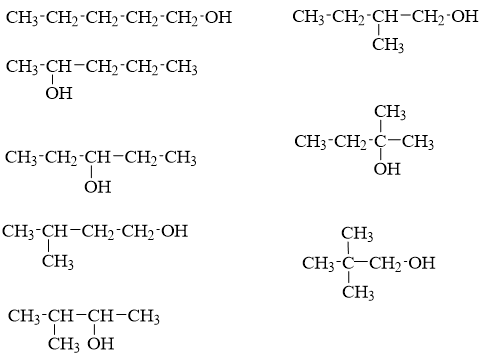 CH₃-CH₂-CH₂-CH₂-CH₂-OH
CH₃-CH-CH₂-CH₂-CH₃
OH
CH₃-CH₂-CH-CH₂-CH₃
OH
CH₃-CH-CH₂-CH₂-OH
CH₃
CH₃-CH-CH-CH₃
CH₃ OH
CH₃-CH₂-CH-CH₂-OH
CH₃
CH₃
CH₃-CH₂-C-CH₃
OH
CH₃
CH₃-C-CH₂-OH
CH₃